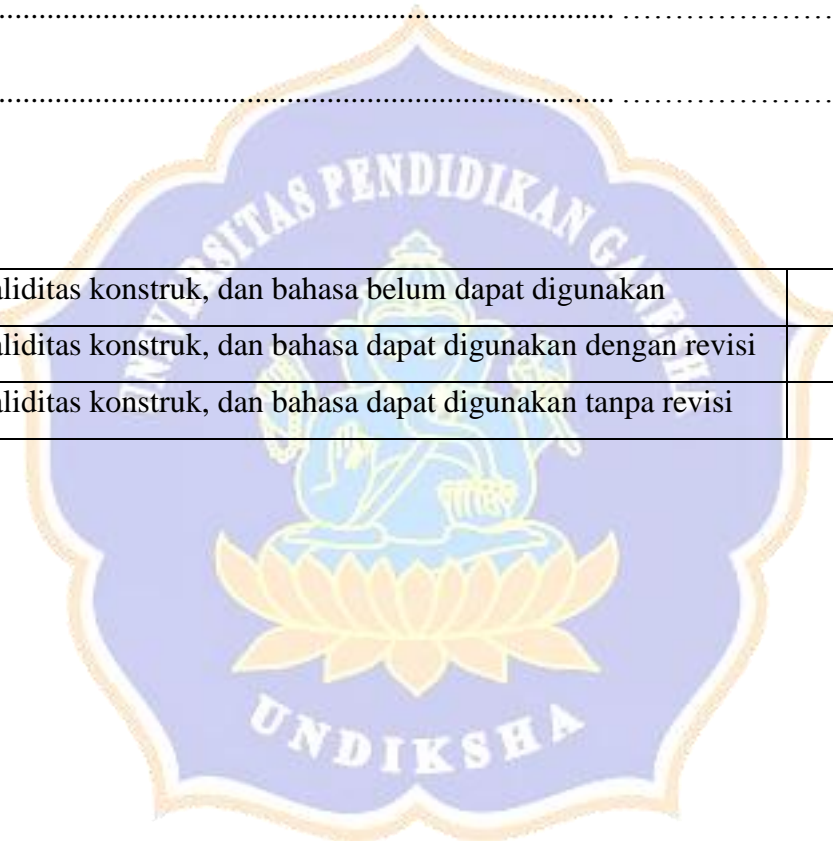 ........................................................................................ ....................
........................................................................................ ....................
UNIVERSITAS PENDIDIKAN GANESHA
aliditas konstruk, dan bahasa belum dapat digunakan
aliditas konstruk, dan bahasa dapat digunakan dengan revisi
aliditas konstruk, dan bahasa dapat digunakan tanpa revisi
UNDIKSHA